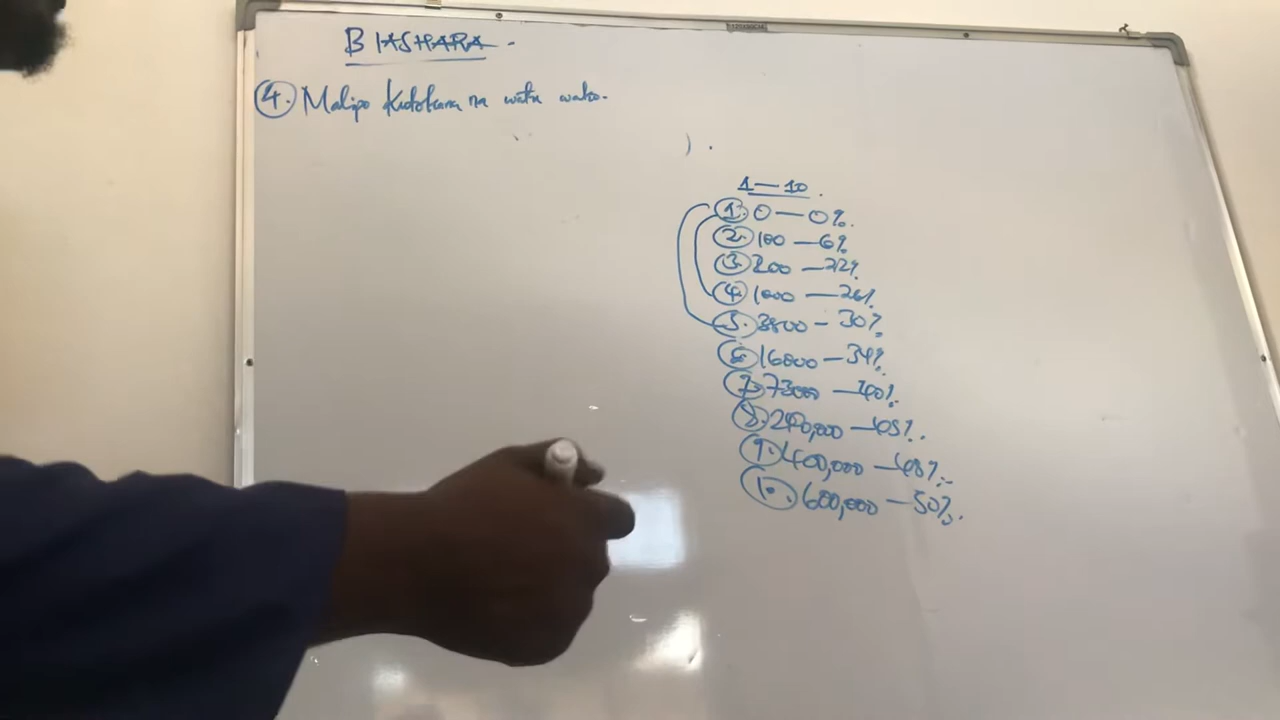 BIASHARA.
4. Malipo Kutokana na watu wako.
) .
1 — 10.
1. 0 — 0%.
2. 100 — 6%
3. 200 — 22%
4. 1000 — 26%.
5. 3800 — 30%.
6. 16000 — 34%.
7. 73000 — 40%.
8. 240,000 — 45%.
9. 400,000 — 48%.
10. 600,000 — 50%.